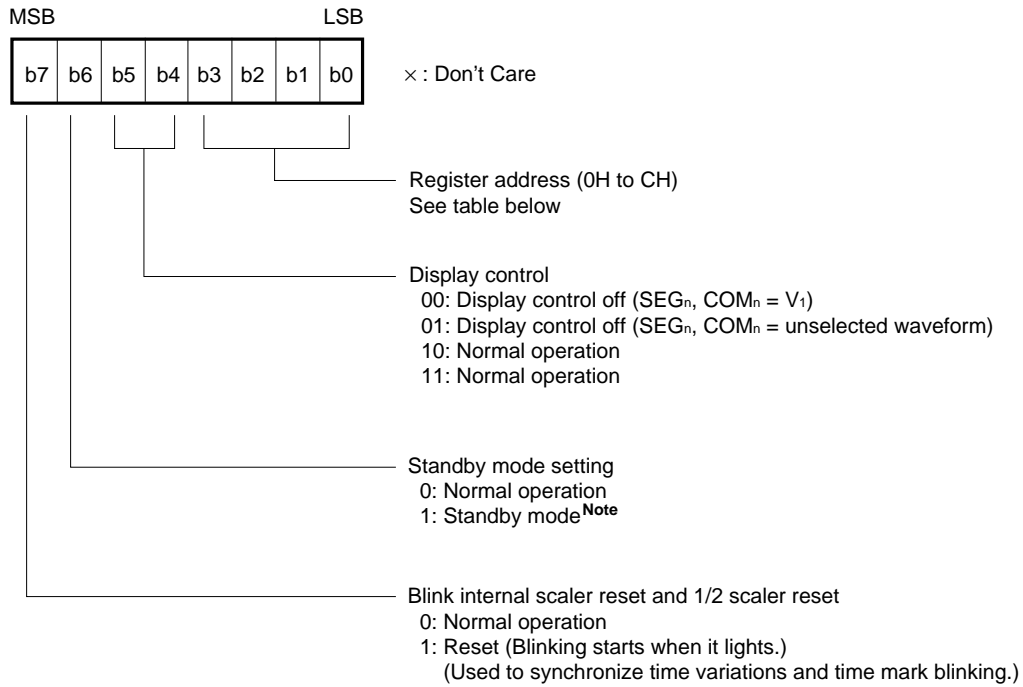 MSB LSB
b7 b6 b5 b4 b3 b2 b1 b0
× : Don't Care
Register address (0H to CH)
See table below
Display control
00: Display control off (SEGn, COMn = V1)
01: Display control off (SEGn, COMn = unselected waveform)
10: Normal operation
11: Normal operation
Standby mode setting
0: Normal operation
1: Standby mode Note
Blink internal scaler reset and 1/2 scaler reset
0: Normal operation
1: Reset (Blinking starts when it lights.)
(Used to synchronize time variations and time mark blinking.)